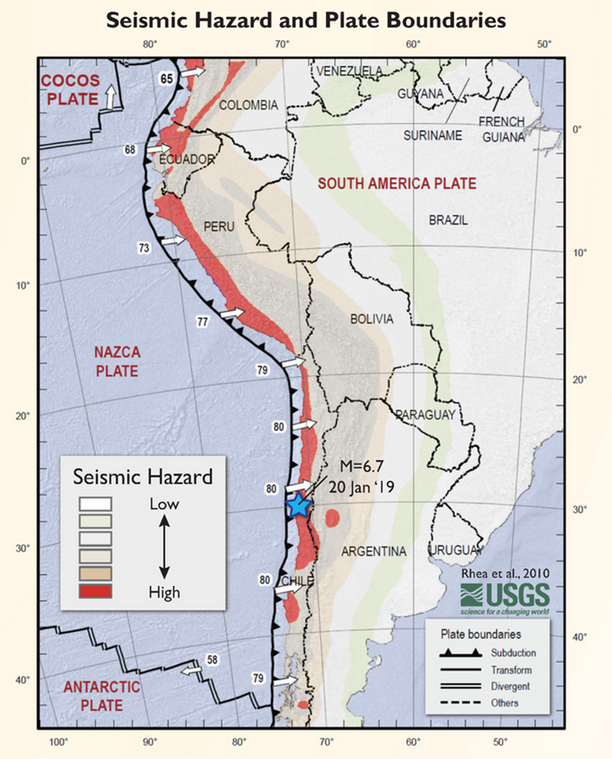 Seismic Hazard and Plate Boundaries
80° 70° 60° 50°
COCOS
PLATE
65
VENEZUELA
COLOMBIA
GUYANA
SURINAME
FRENCH
GUIANA
0°
68
0°
ECUADOR
SOUTH AMERICA PLATE
PERU
BRAZIL
73
10°
10°
77
BOLIVIA
NAZCA
PLATE
79
20°
20°
80
PARAGUAY
M=6.7
20 Jan ‘19
80
30°
Seismic Hazard
Low
High
30°
ARGENTINA
URUGUAY
80
CHILE
Rhea et al., 2010
USGS
science for a changing world
Plate boundaries
Subduction
Transform
Divergent
Others
40°
58
79
40°
ANTARCTIC
PLATE
100° 90° 80° 70° 60° 50°